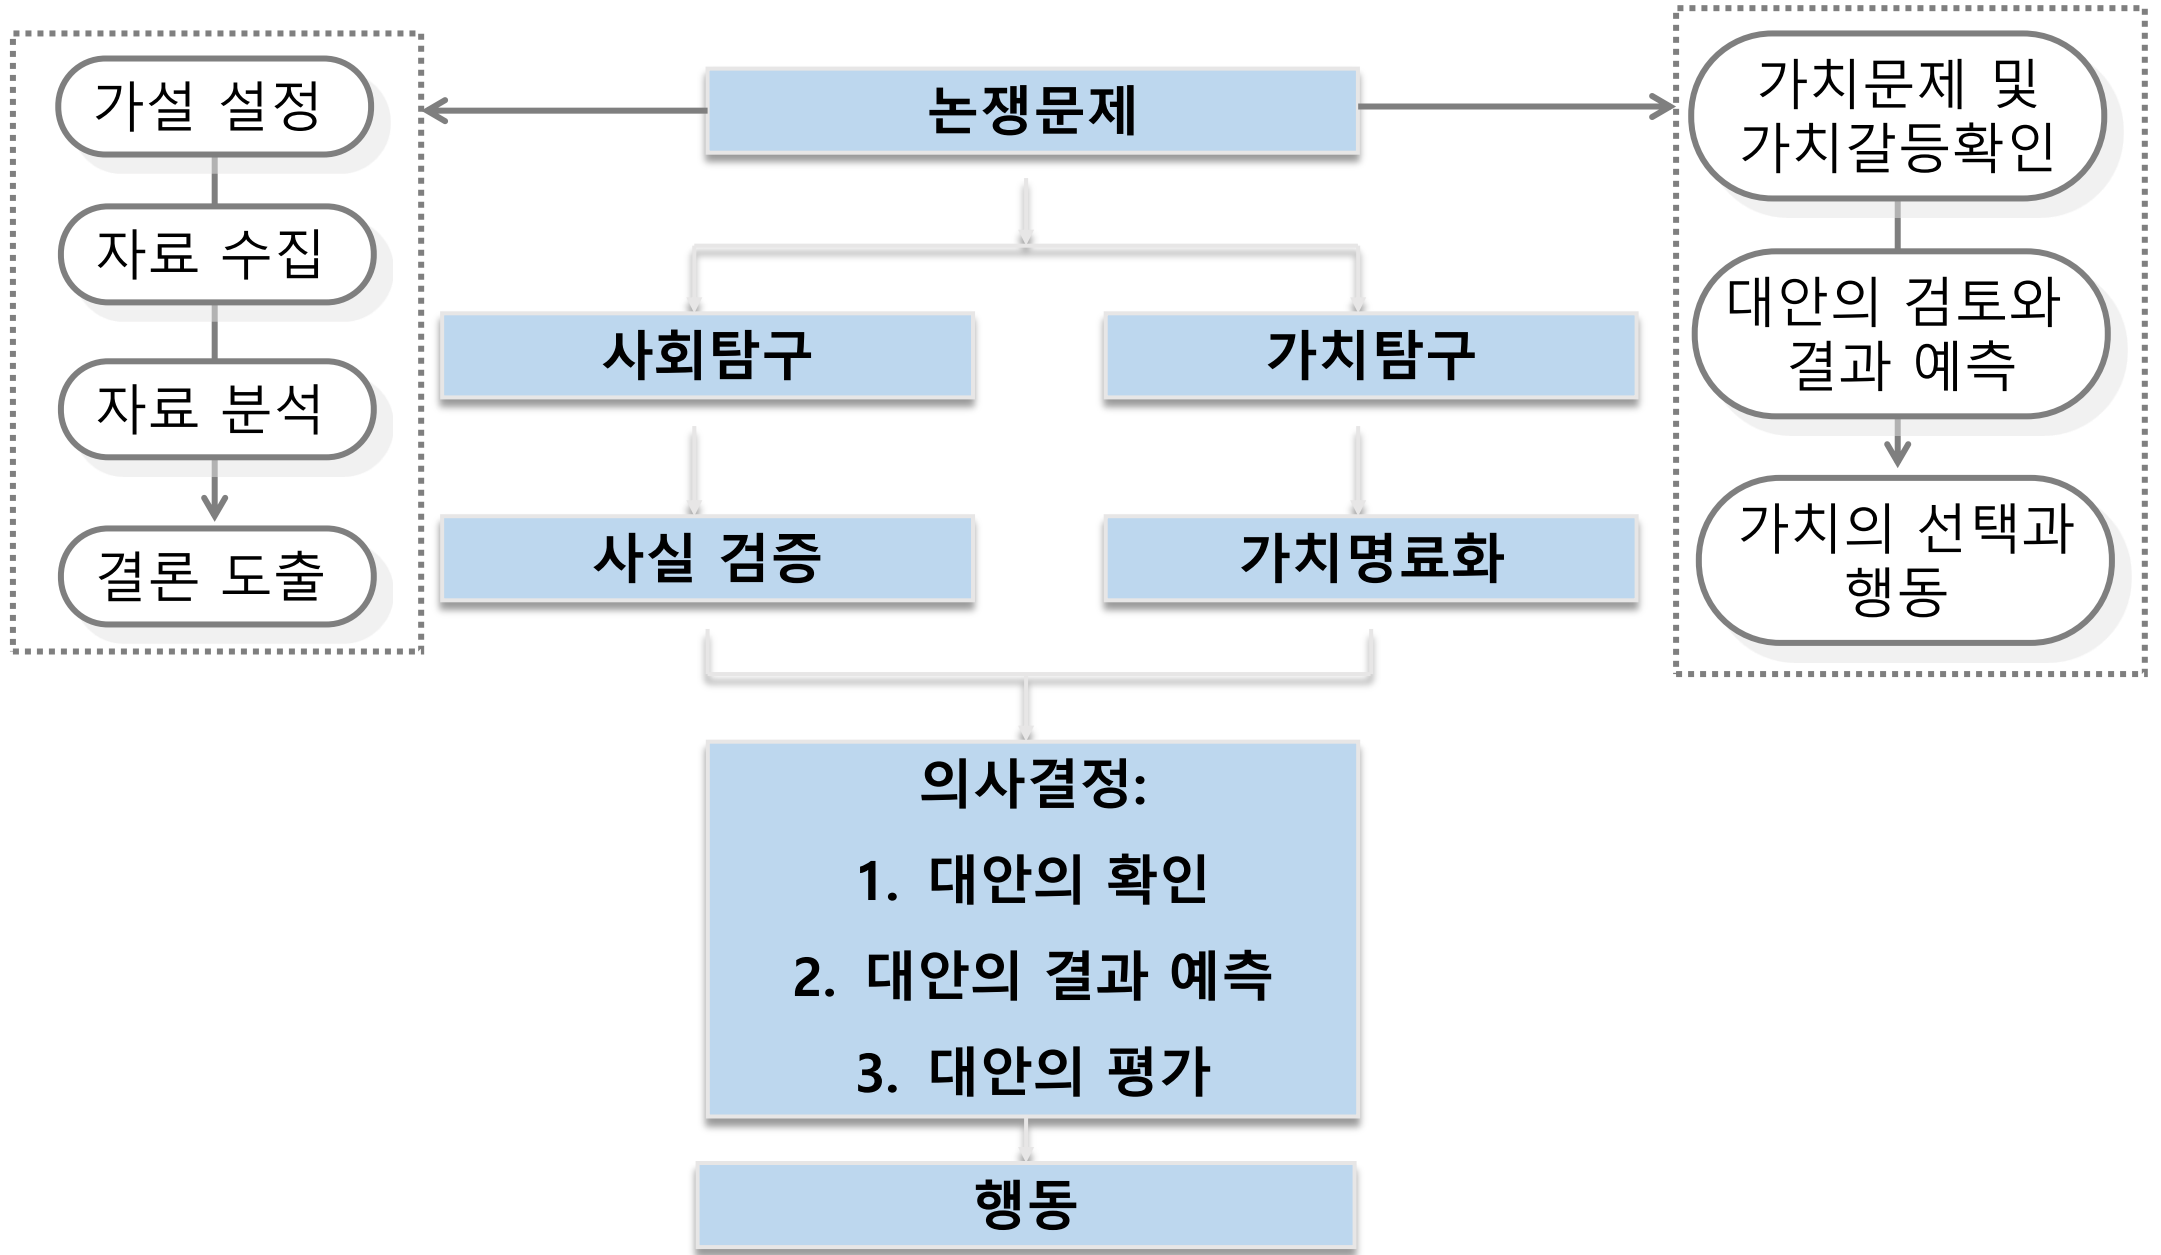 가설 설정
자료 수집
자료 분석
결론 도출
논쟁문제
사회탐구
가치탐구
사실 검증
가치명료화
의사결정:
1. 대안의 확인
2. 대안의 결과 예측
3. 대안의 평가
행동
가치문제 및
가치갈등확인
대안의 검토와
결과 예측
가치의 선택과
행동